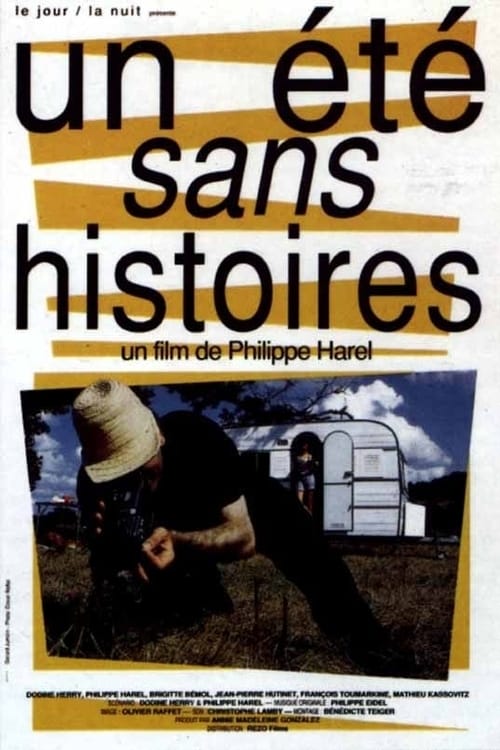 le jour / la nuit présente
un été
sans
histoires
un film de Philippe Harel
DODINE HERRY, PHILIPPE HAREL, BRIGITTE BÉMOL, JEAN-PIERRE HUTINET, FRANÇOIS TOUMARKINE, MATHIEU KASSOVITZ
SCÉNARIO : DODINE HERRY & PHILIPPE HAREL — MUSIQUE ORIGINALE : PHILIPPE EIDEL
IMAGE : OLIVIER RAFFET — SON : CHRISTOPHE LAMBY — MONTAGE : BÉNÉDICTE TEIGER
PRODUIT PAR ANNE MADELEINE GONZALEZ
DISTRIBUTION : REZO Films